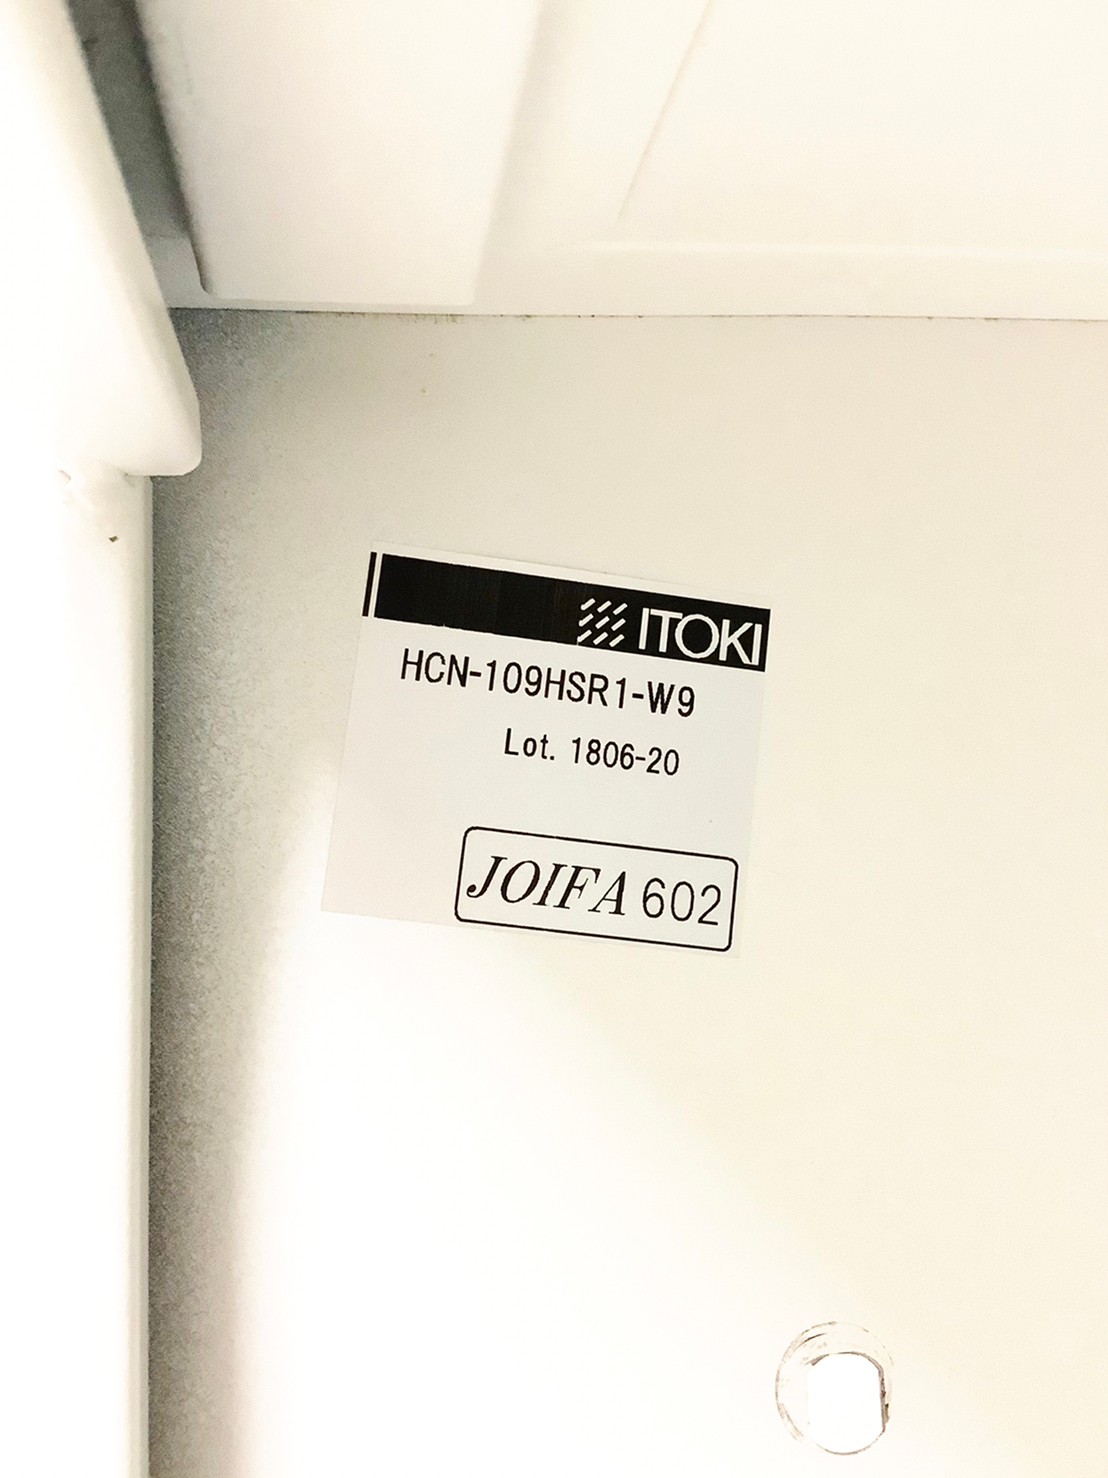 ITOKI
HCN-109HSR1-W9
Lot. 1806-20
JOIFA 602